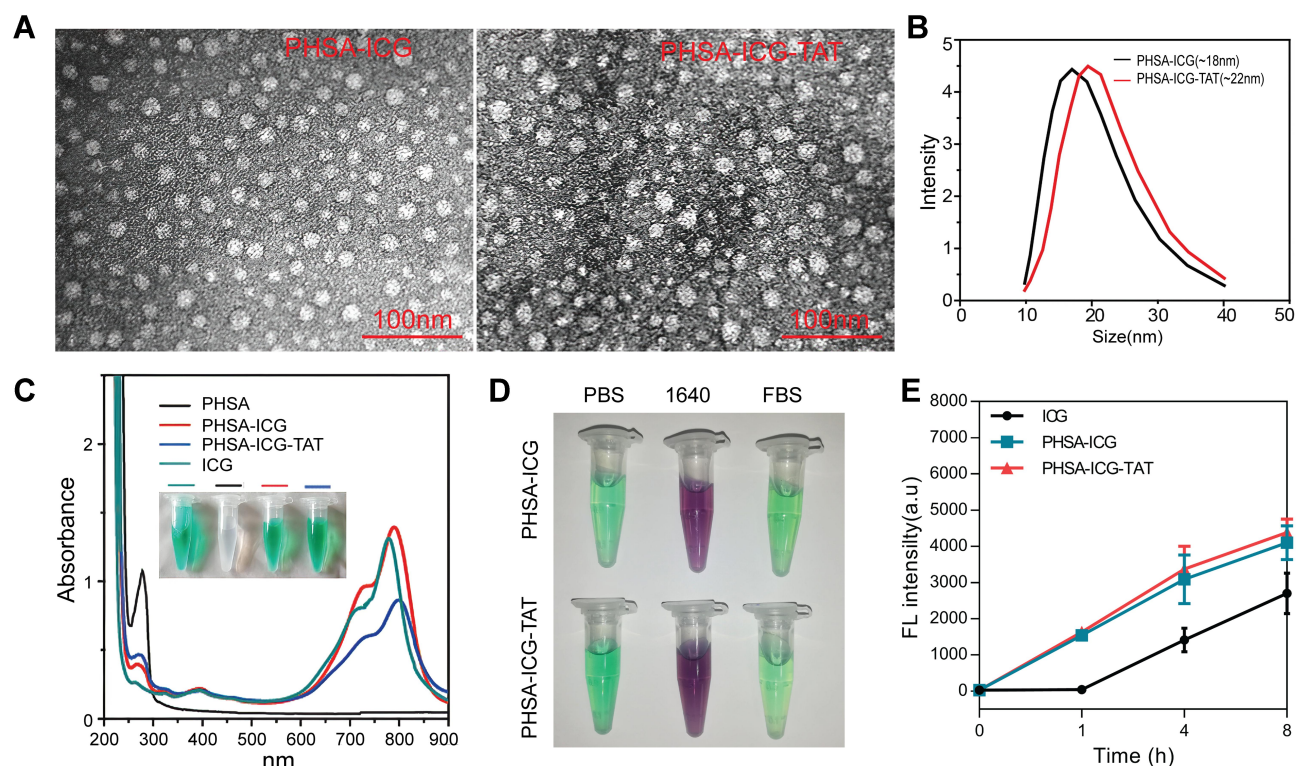 A
PHSA-ICG
PHSA-ICG-TAT
100nm
100nm
B
5
4
3
2
1
0
Intensity
PHSA-ICG(~18nm)
PHSA-ICG-TAT(~22nm)
0 10 20 30 40 50
Size(nm)
C
PHSA
PHSA-ICG
PHSA-ICG-TAT
ICG
2
1
0
Absorbance
200 300 400 500 600 700 800 900
nm
D
PBS 1640 FBS
PHSA-ICG
PHSA-ICG-TAT
E
8000
7000
6000
5000
4000
3000
2000
1000
0
FL intensilty(a.u)
ICG
PHSA-ICG
PHSA-ICG-TAT
0 1 4 8
Time (h)